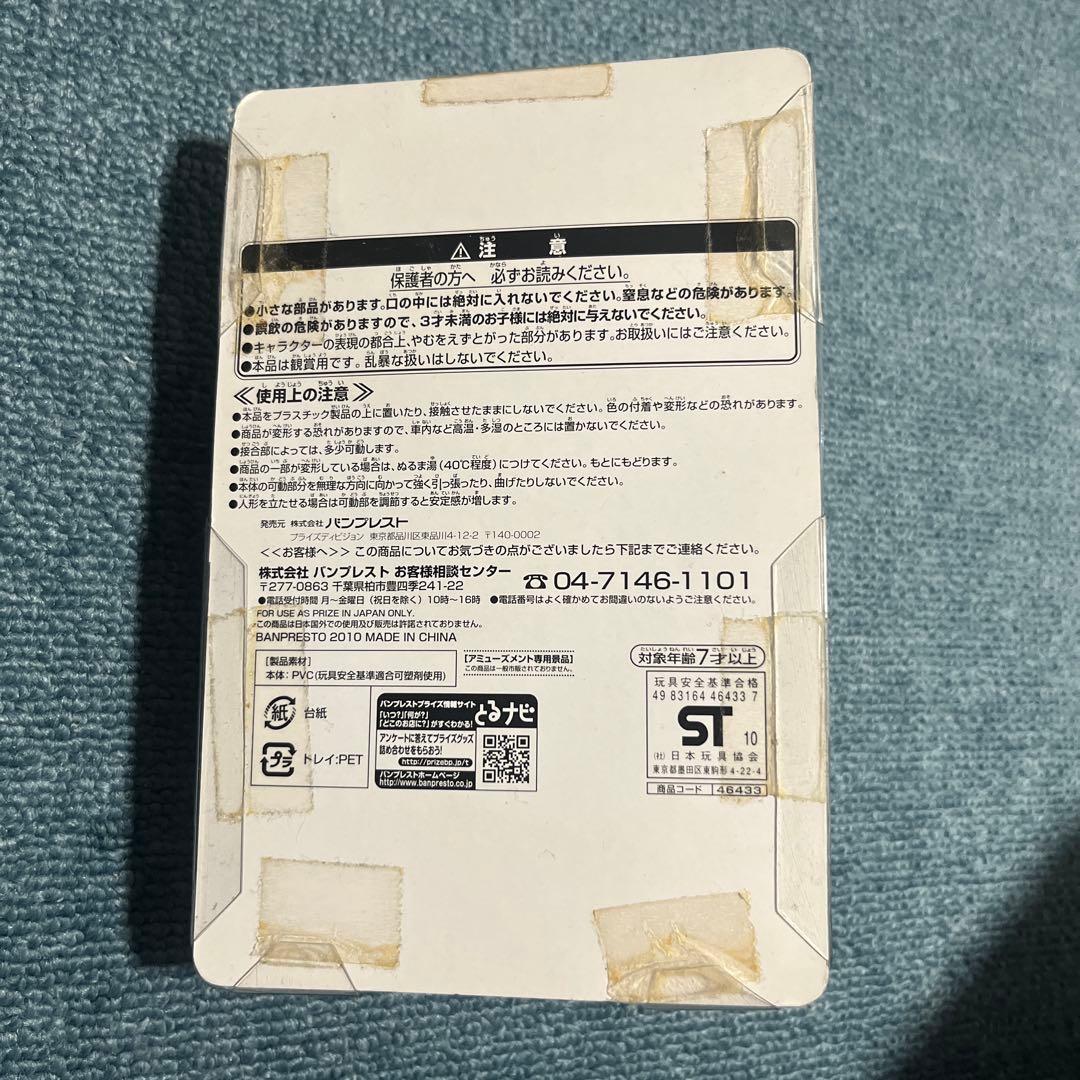 ⚠ 注意
保護者の方へ 必ずお読みください。
●小さな部品があります。口の中には絶対に入れないでください。窒息などの危険があります。
●誤飲の危険がありますので、3才未満のお子様には絶対に与えないでください。
●キャラクターの表現の都合上、やむをえずとがった部分があります。お取扱いにはご注意ください。
●本品は観賞用です。乱暴な扱いはしないでください。
≪使用上の注意≫
●本品をプラスチック製品の上に置いたり、接触させたままにしないでください。色の付着や変形などの恐れがあります。
●商品が変形する恐れがありますので、車内など高温・多湿のところには置かないでください。
●接合部によっては、多少可動します。
●商品の一部が変形している場合は、ぬるま湯(40℃程度)につけてください。もとにもどります。
●本体の可動部分を無理な方向に向かって強く引っ張ったり、曲げたりしないでください。
●人形を立たせる場合は可動部を調節すると安定感が増します。
発売元 株式会社 バンプレスト
プライズディビジョン 東京都品川区東品川4-12-2 〒140-0002
<<お客様へ>> この商品についてお気づきの点がございましたら下記までご連絡ください。
株式会社 バンプレスト お客様相談センター ☎ 04-7146-1101
〒277-0863 千葉県柏市豊四季241-22
●電話受付時間 月〜金曜日(祝日を除く)10時〜16時 ●電話番号はよく確かめてお間違いのないようご注意ください。
FOR USE AS PRIZE IN JAPAN ONLY.
この商品は日本国外での使用及び販売は許諾されておりません。
BANPRESTO 2010 MADE IN CHINA
[製品素材]
本体:PVC(玩具安全基準適合可塑剤使用)
[アミューズメント専用景品]
この商品は一般市販されておりません。
対象年齢7才以上
紙 台紙
プラ トレイ:PET
バンプレストプライズ情報サイト
「いつ?」「何が?」
「どこのお店に?」がすぐわかる!
とるナビ
アンケートに答えてプライズグッズ
詰め合わせをもらおう!
http://prizebp.jp/t
バンプレストホームページ
http://www.banpresto.co.jp
玩具安全基準合格
49 83164 46433 7
ST 10
(社)日本玩具協会
東京都墨田区東駒形4-22-4
商品コード 46433